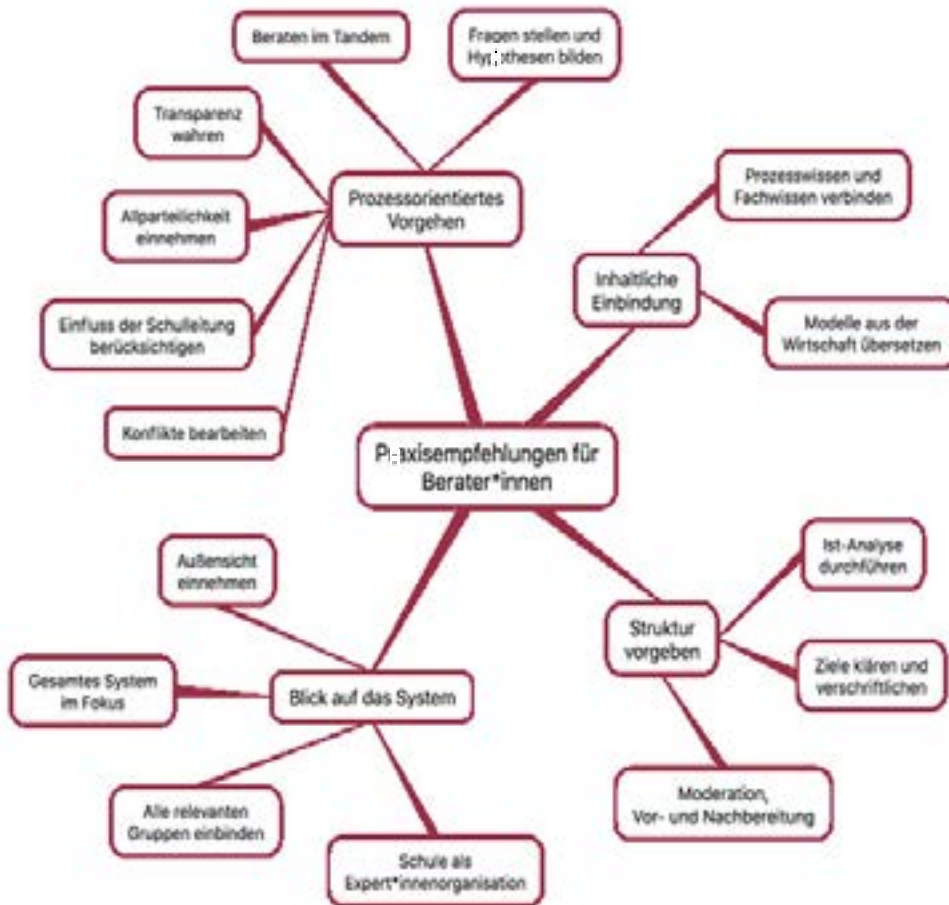 Beraten im Tandem
Fragen stellen und
Hypothesen bilden
Transparenz
wahren
Prozessorientiertes
Vorgehen
Allparteilichkeit
einnehmen
Einfluss der Schulleitung
berücksichtigen
Konflikte bearbeiten
Prozesswissen und
Fachwissen verbinden
Inhaltliche
Einbindung
Modelle aus der
Wirtschaft übersetzen
Praxisempfehlungen für
Berater*innen
Außensicht
einnehmen
Gesamtes System
im Fokus
Blick auf das System
Alle relevanten
Gruppen einbinden
Schule als
Expert*innenorganisation
Ist-Analyse
durchführen
Struktur
vorgeben
Ziele klären und
verschriftlichen
Moderation,
Vor- und Nachbereitung